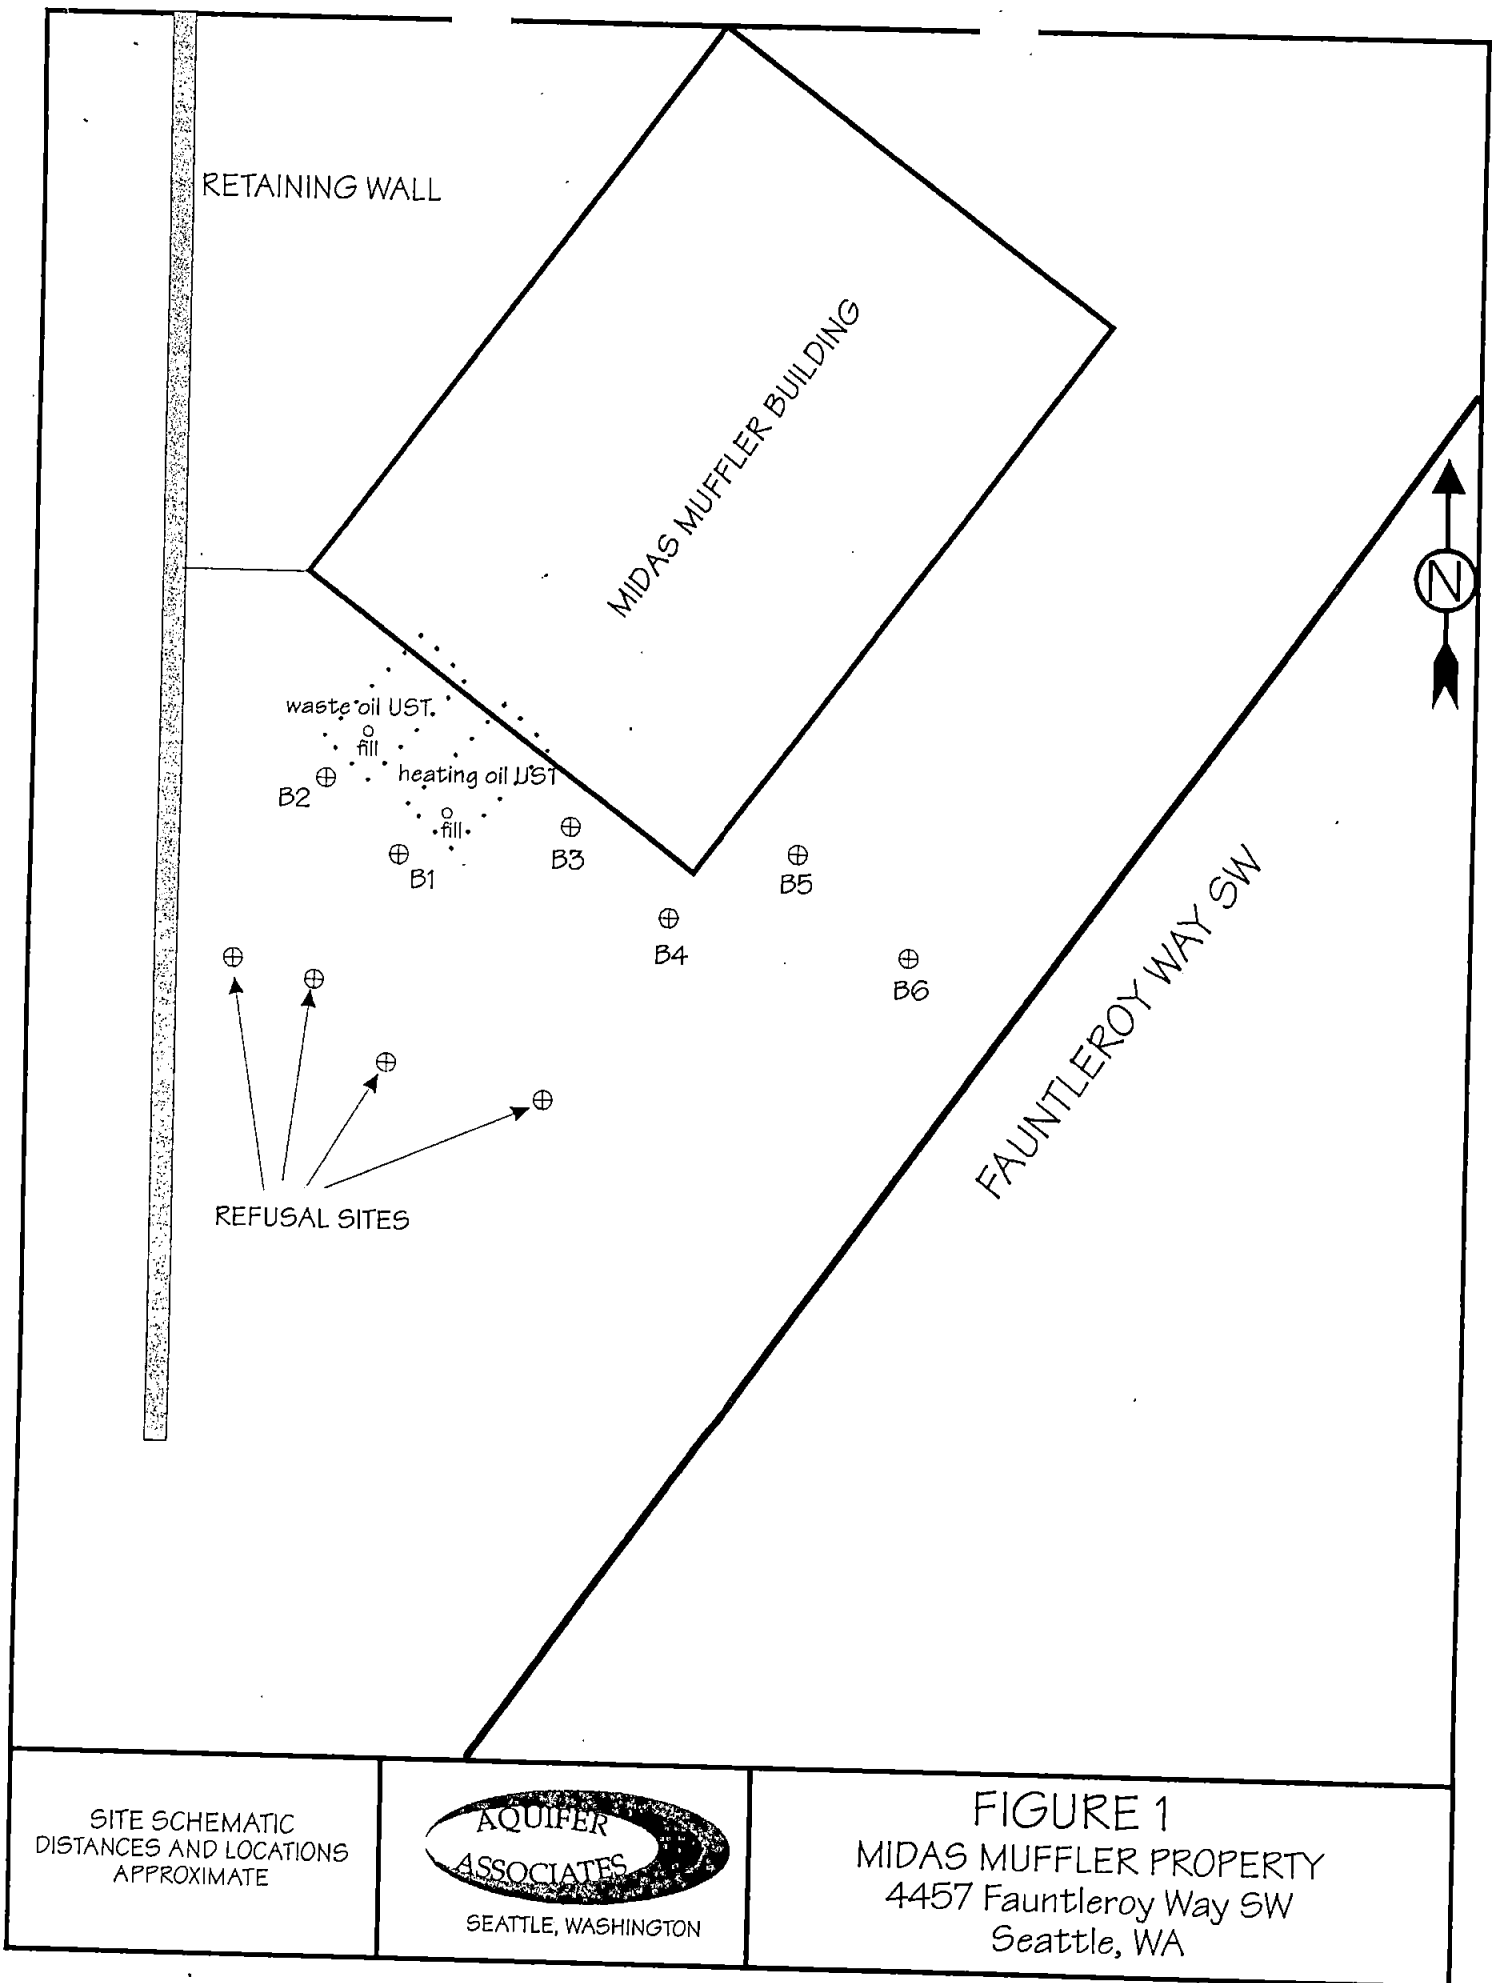 RETAINING WALL
MIDAS MUFFLER BUILDING
N
waste oil UST
fill
heating oil UST
fill
B2
B1
B3
B5
B4
B6
FAUNTLEROY WAY SW
REFUSAL SITES
SITE SCHEMATIC
DISTANCES AND LOCATIONS
APPROXIMATE
AQUIFER
ASSOCIATES
SEATTLE, WASHINGTON
FIGURE 1
MIDAS MUFFLER PROPERTY
4457 Fauntleroy Way SW
Seattle, WA